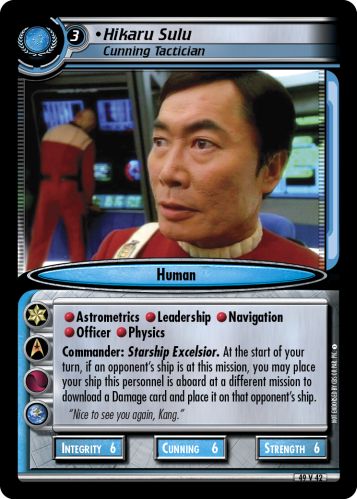 3
•Hikaru Sulu
Cunning Tactician
Human
Astrometrics Leadership Navigation
Officer Physics
Commander: Starship Excelsior. At the start of your
turn, if an opponent's ship is at this mission, you may place
your ship this personnel is aboard at a different mission to
download a Damage card and place it on that opponent's ship.
"Nice to see you again, Kang."
INTEGRITY 6 CUNNING 6 STRENGTH 6
49 V 42